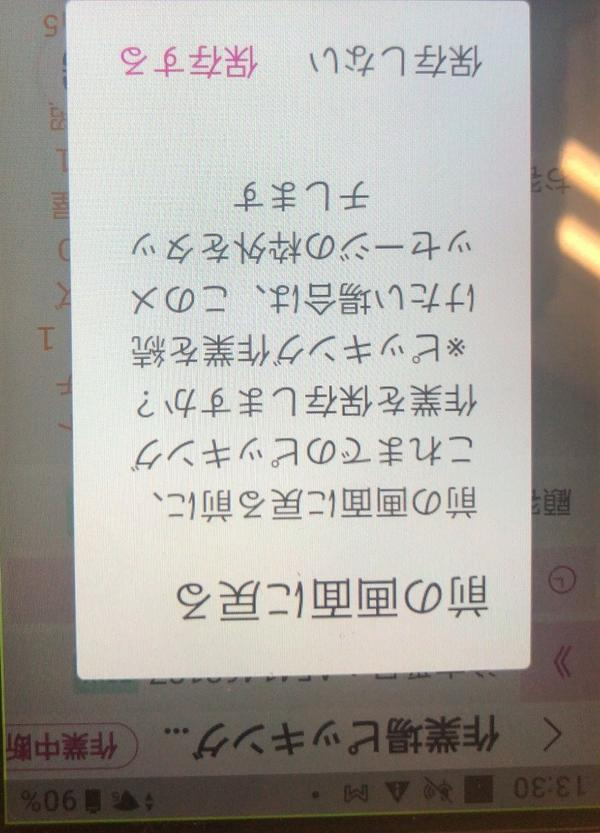 13:30
90%
作業場ピッキング...
作業中断
前の画面に戻る
前の画面に戻る前に、
これまでのピッキング
作業を保存しますか？
※ピッキング作業を続
けたい場合は、このメ
ッセージの枠外をタッ
チします
保存しない
保存する